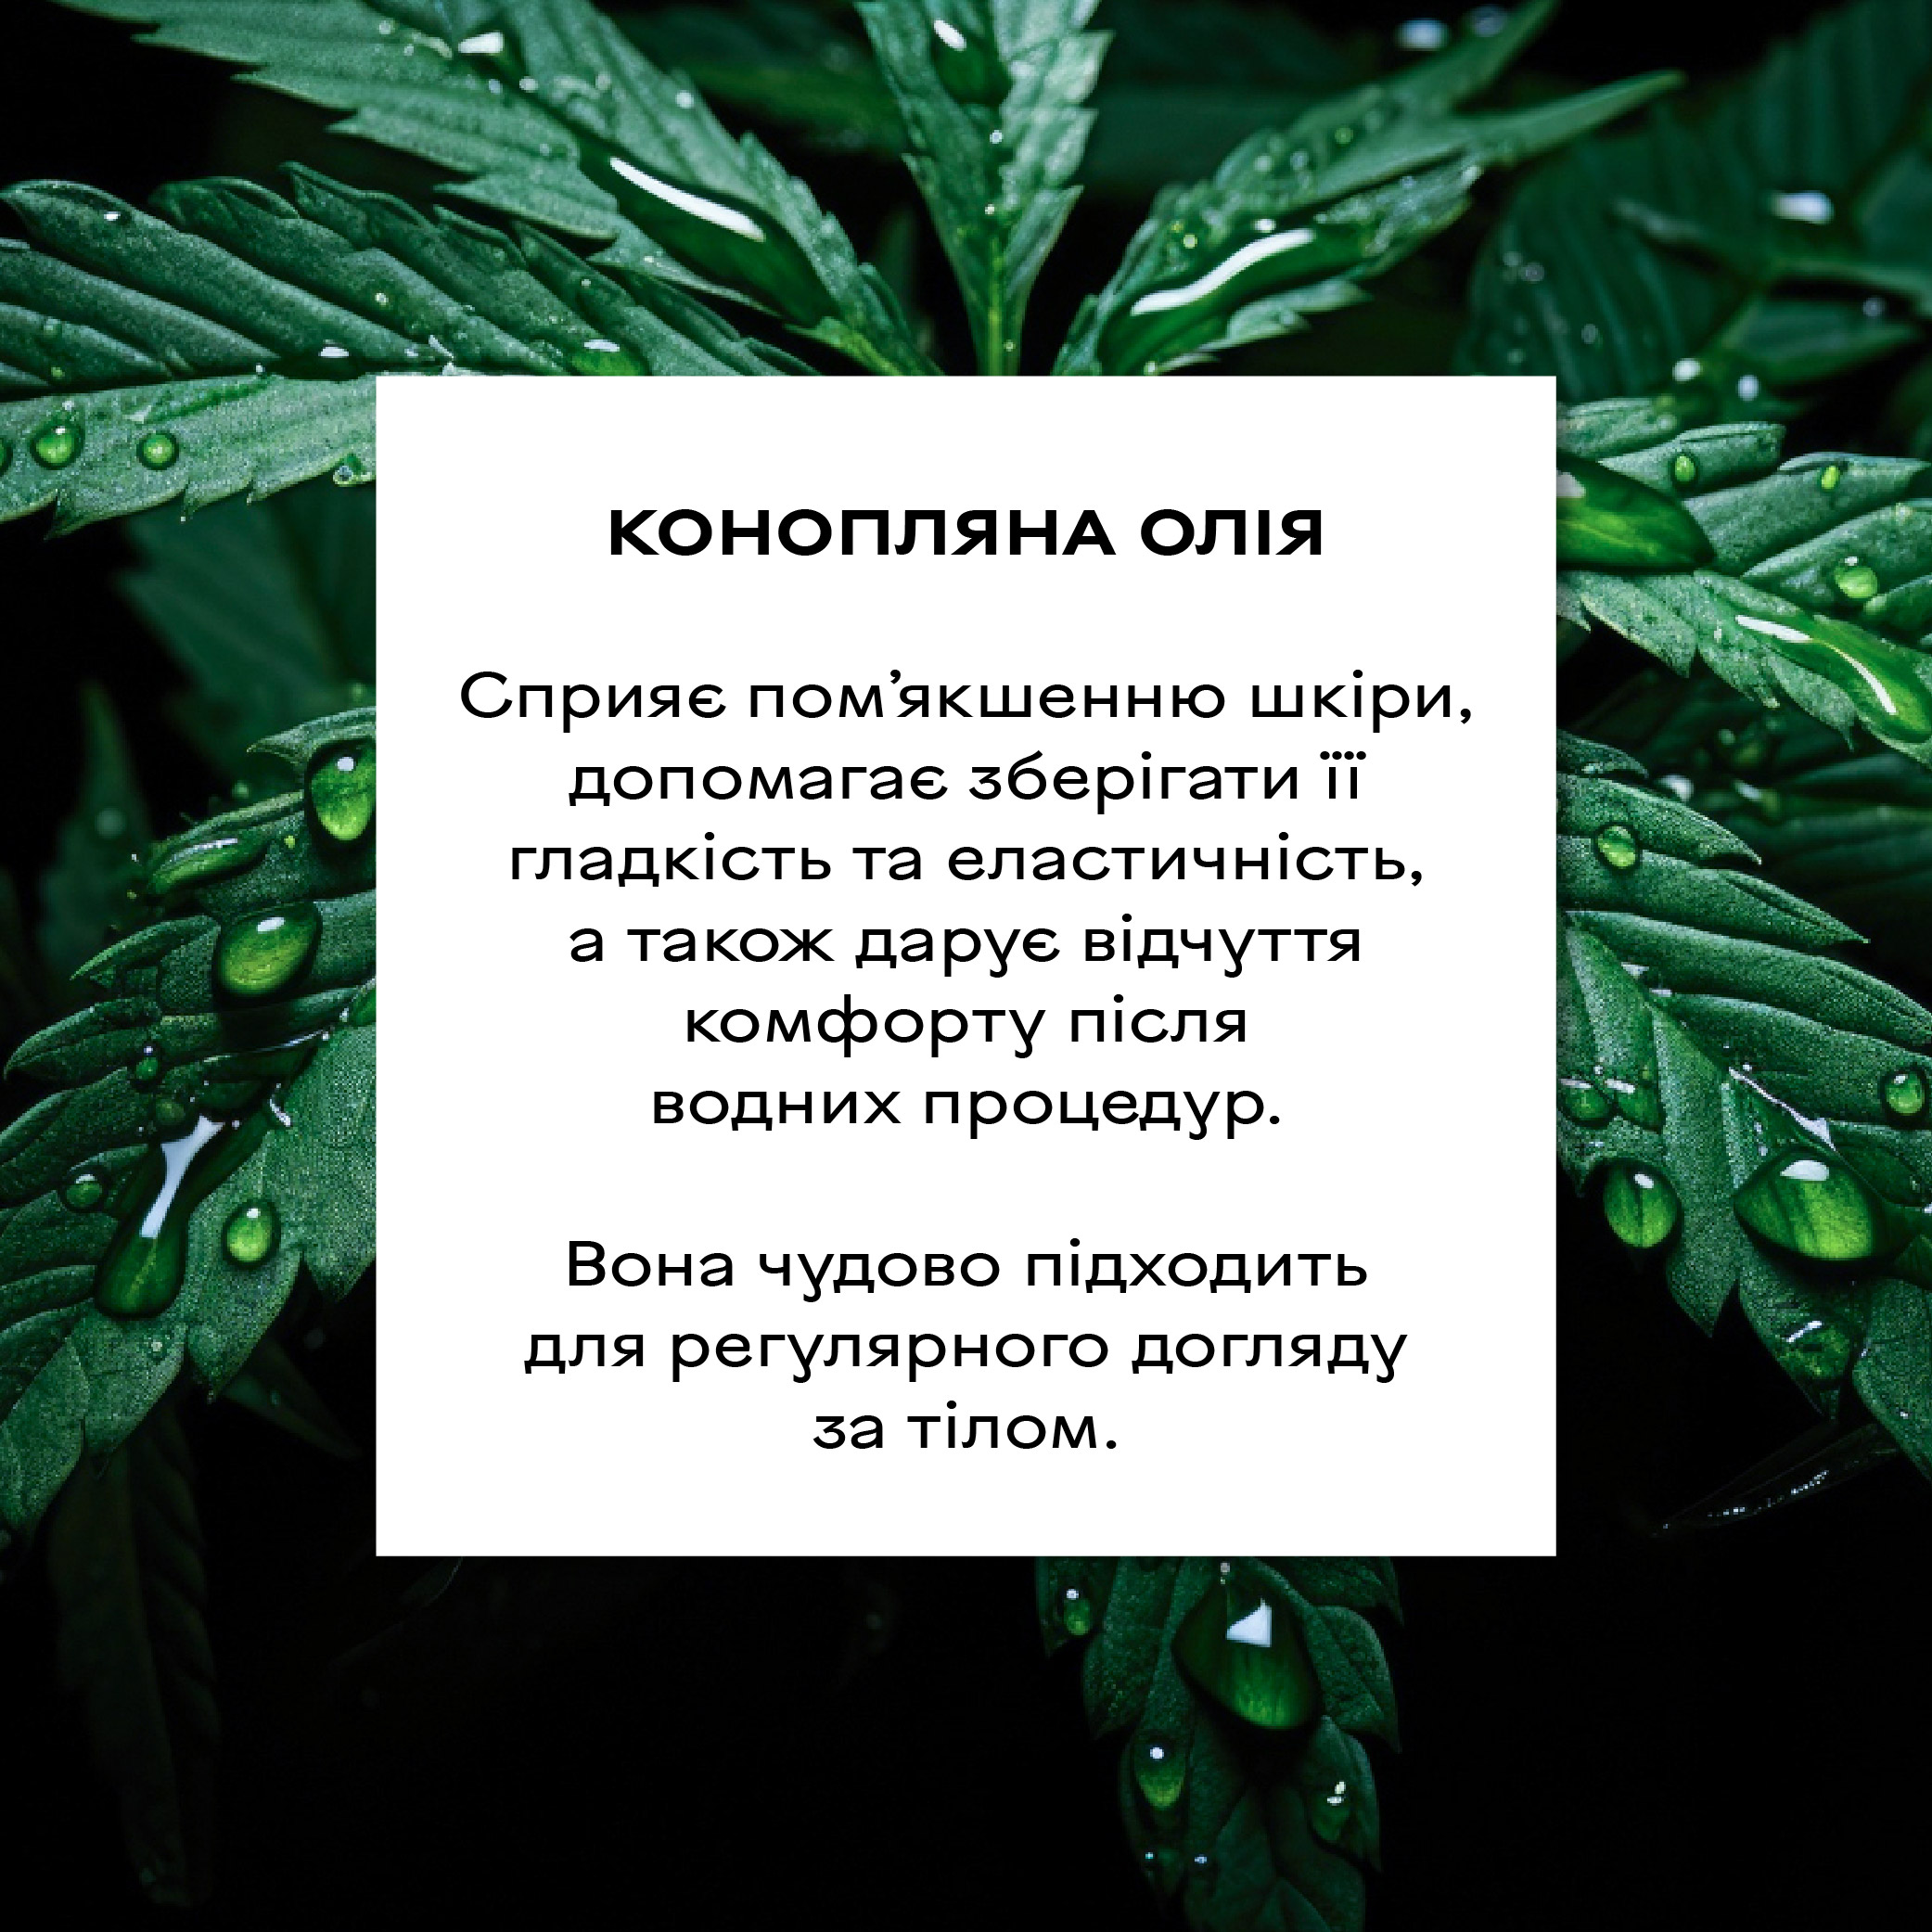 КОНОПЛЯНА ОЛІЯ
Сприяє пом’якшенню шкіри,
допомагає зберігати її
гладкість та еластичність,
а також дарує відчуття
комфорту після
водних процедур.
Вона чудово підходить
для регулярного догляду
за тілом.